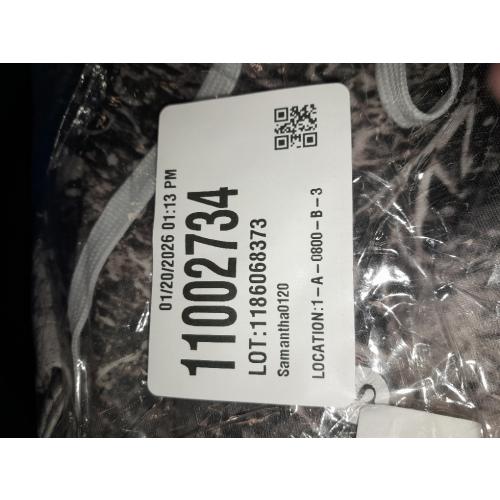 01/20/2026 01:13 PM
11002734
LOT:1186068373
Samantha0120
LOCATION:1-A-0800-B-3